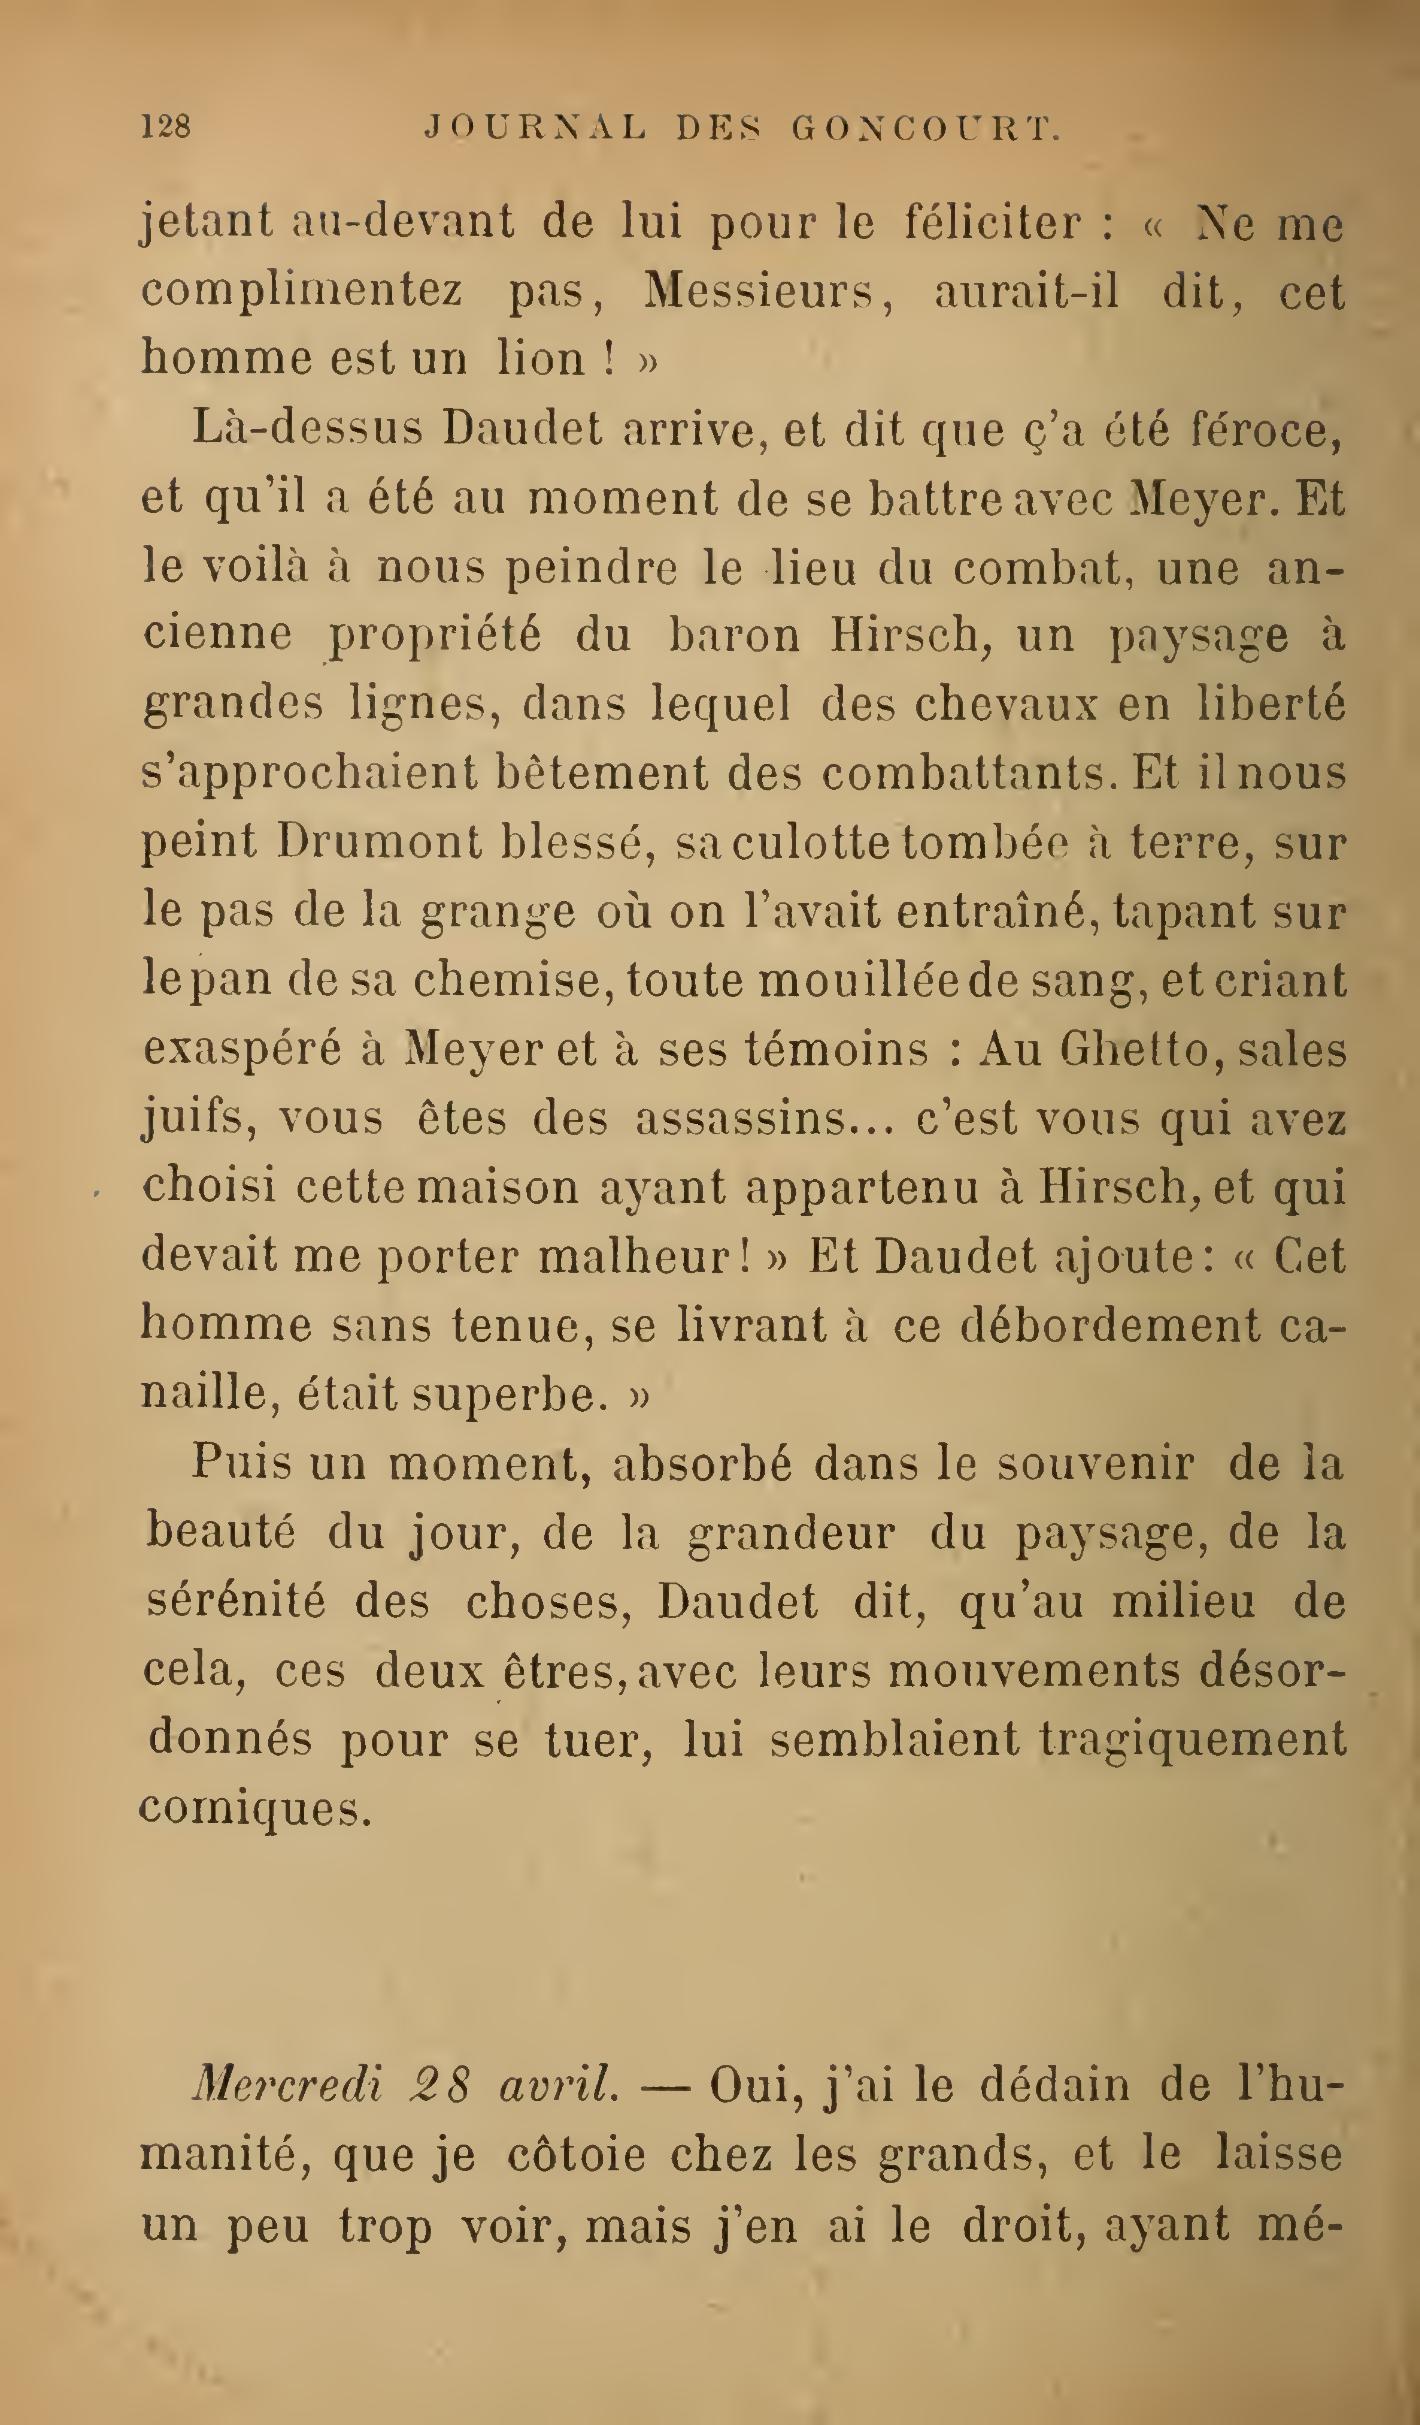 128 JOURNAL DES GONCOURT.
jetant au-devant de lui pour le féliciter : « Ne me
complimentez pas, Messieurs, aurait-il dit, cet
homme est un lion ! »
Là-dessus Daudet arrive, et dit que ç'a été féroce,
et qu'il a été au moment de se battre avec Meyer. Et
le voilà à nous peindre le lieu du combat, une an-
cienne propriété du baron Hirsch, un paysage à
grandes lignes, dans lequel des chevaux en liberté
s'approchaient bêtement des combattants. Et il nous
peint Drumont blessé, sa culotte tombée à terre, sur
le pas de la grange où on l'avait entraîné, tapant sur
le pan de sa chemise, toute mouillée de sang, et criant
exaspéré à Meyer et à ses témoins : Au Ghetto, sales
juifs, vous êtes des assassins... c'est vous qui avez
choisi cette maison ayant appartenu à Hirsch, et qui
devait me porter malheur! » Et Daudet ajoute: « Cet
homme sans tenue, se livrant à ce débordement ca-
naille, était superbe. »
Puis un moment, absorbé dans le souvenir de la
beauté du jour, de la grandeur du paysage, de la
sérénité des choses, Daudet dit, qu'au milieu de
cela, ces deux êtres, avec leurs mouvements désor-
donnés pour se tuer, lui semblaient tragiquement
comiques.
Mercredi 28 avril. — Oui, j'ai le dédain de l'hu-
manité, que je côtoie chez les grands, et le laisse
un peu trop voir, mais j'en ai le droit, ayant mé-